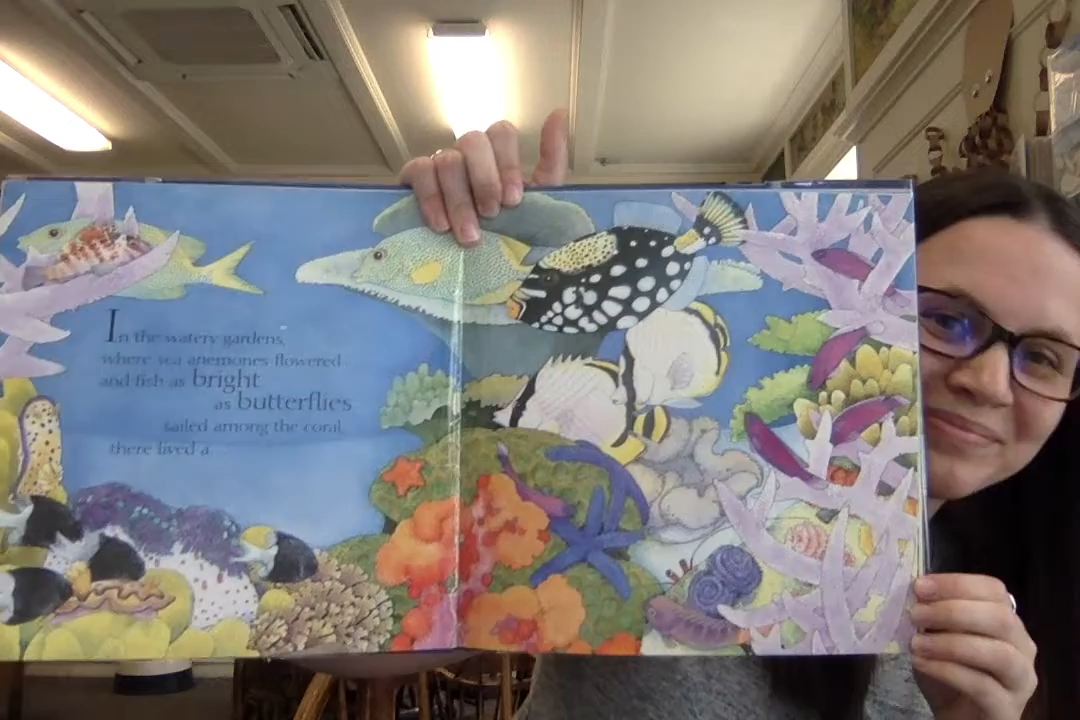 In the watery gardens,
where sea anemones flowered
and fish as bright
as butterflies
sailed among the coral,
there lived a...